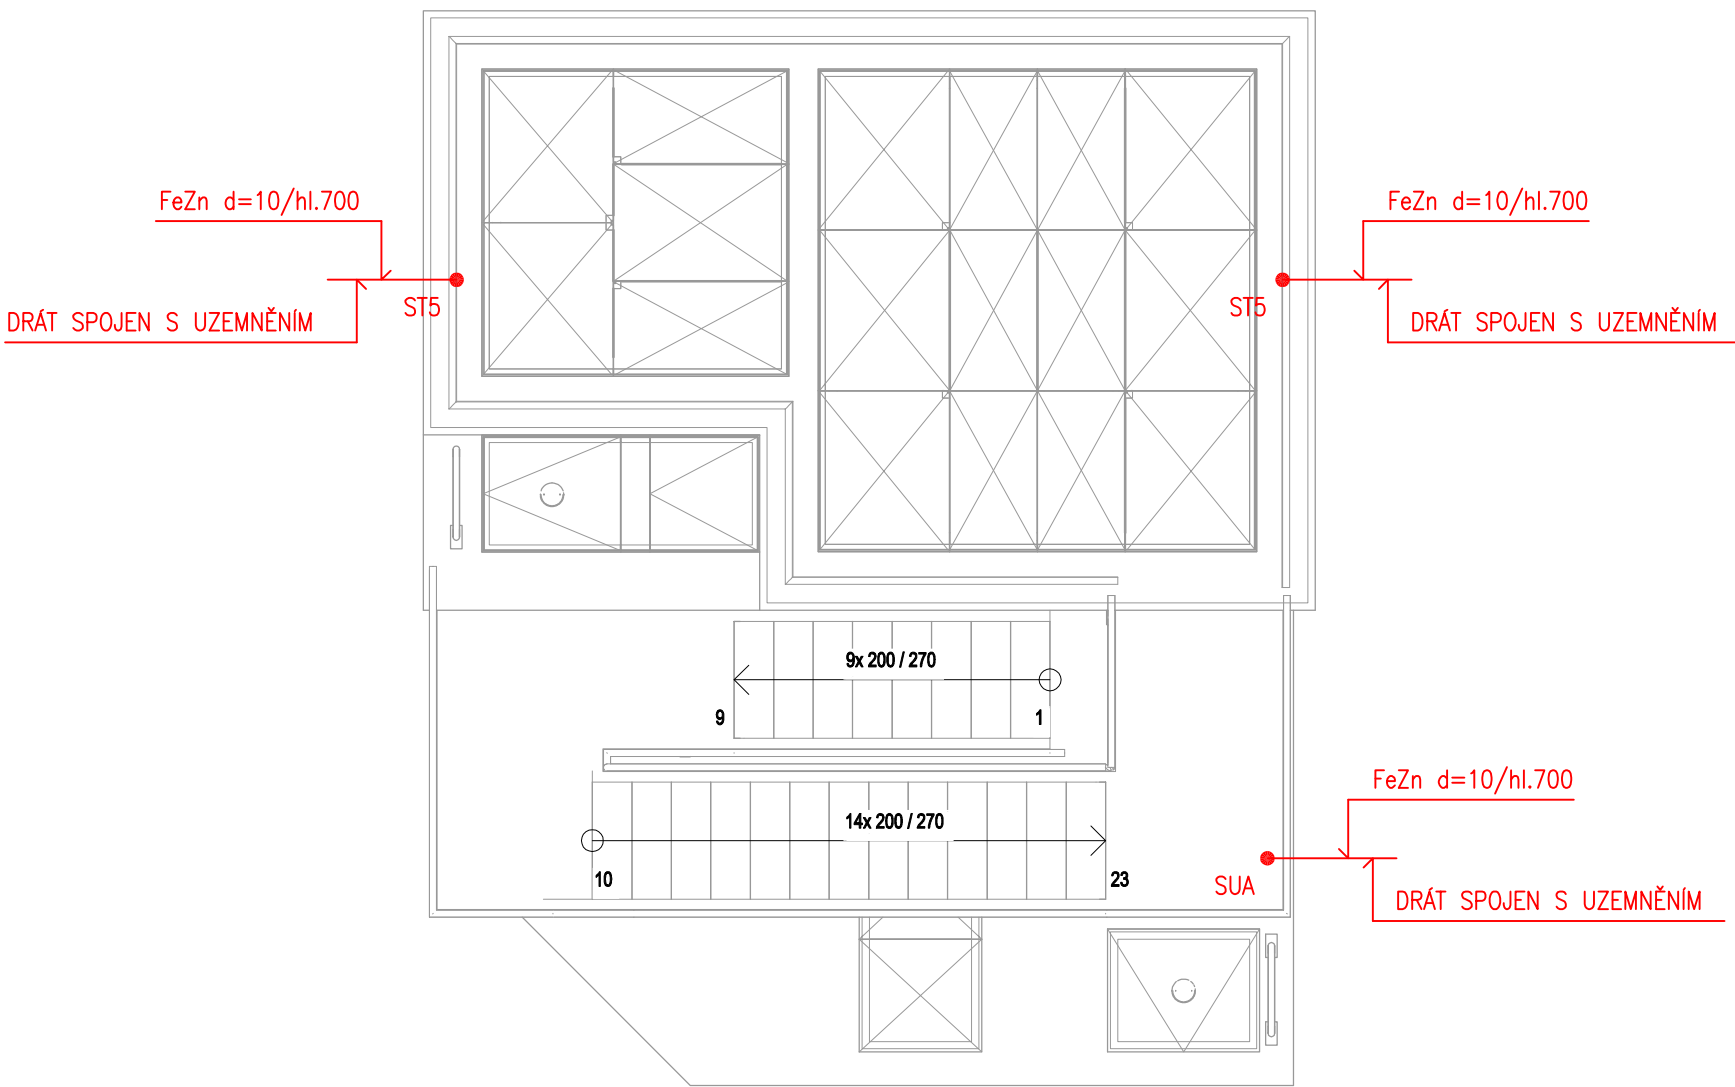 FeZn d=10/hl.700
FeZn d=10/hl.700
ST5
ST5
DRÁT SPOJEN S UZEMNĚNÍM
DRÁT SPOJEN S UZEMNĚNÍM
9x 200 / 270
9
1
FeZn d=10/hl.700
14x 200 / 270
10
23
SUA
DRÁT SPOJEN S UZEMNĚNÍM